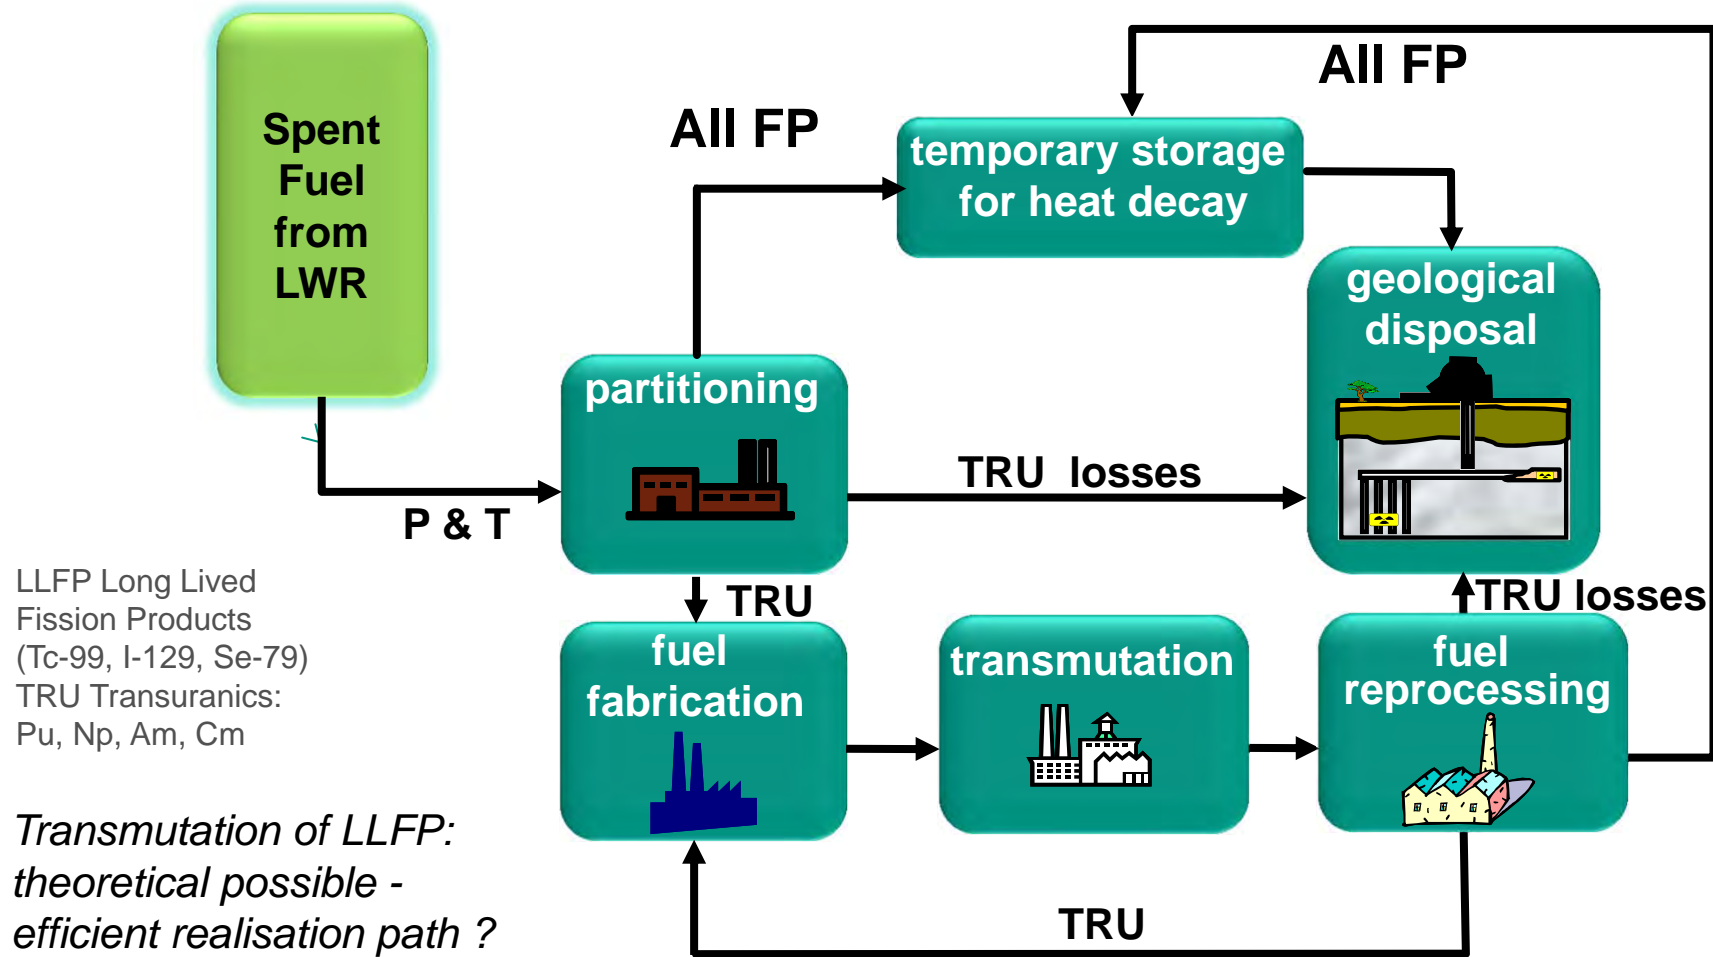 Spent
Fuel
from
LWR
All FP
All FP
temporary storage
for heat decay
geological
disposal
partitioning
TRU losses
P & T
TRU
TRU losses
LLFP Long Lived
Fission Products
(Tc-99, I-129, Se-79)
TRU Transuranics:
Pu, Np, Am, Cm
fuel
fabrication
transmutation
fuel
reprocessing
Transmutation of LLFP:
theoretical possible -
efficient realisation path ?
TRU